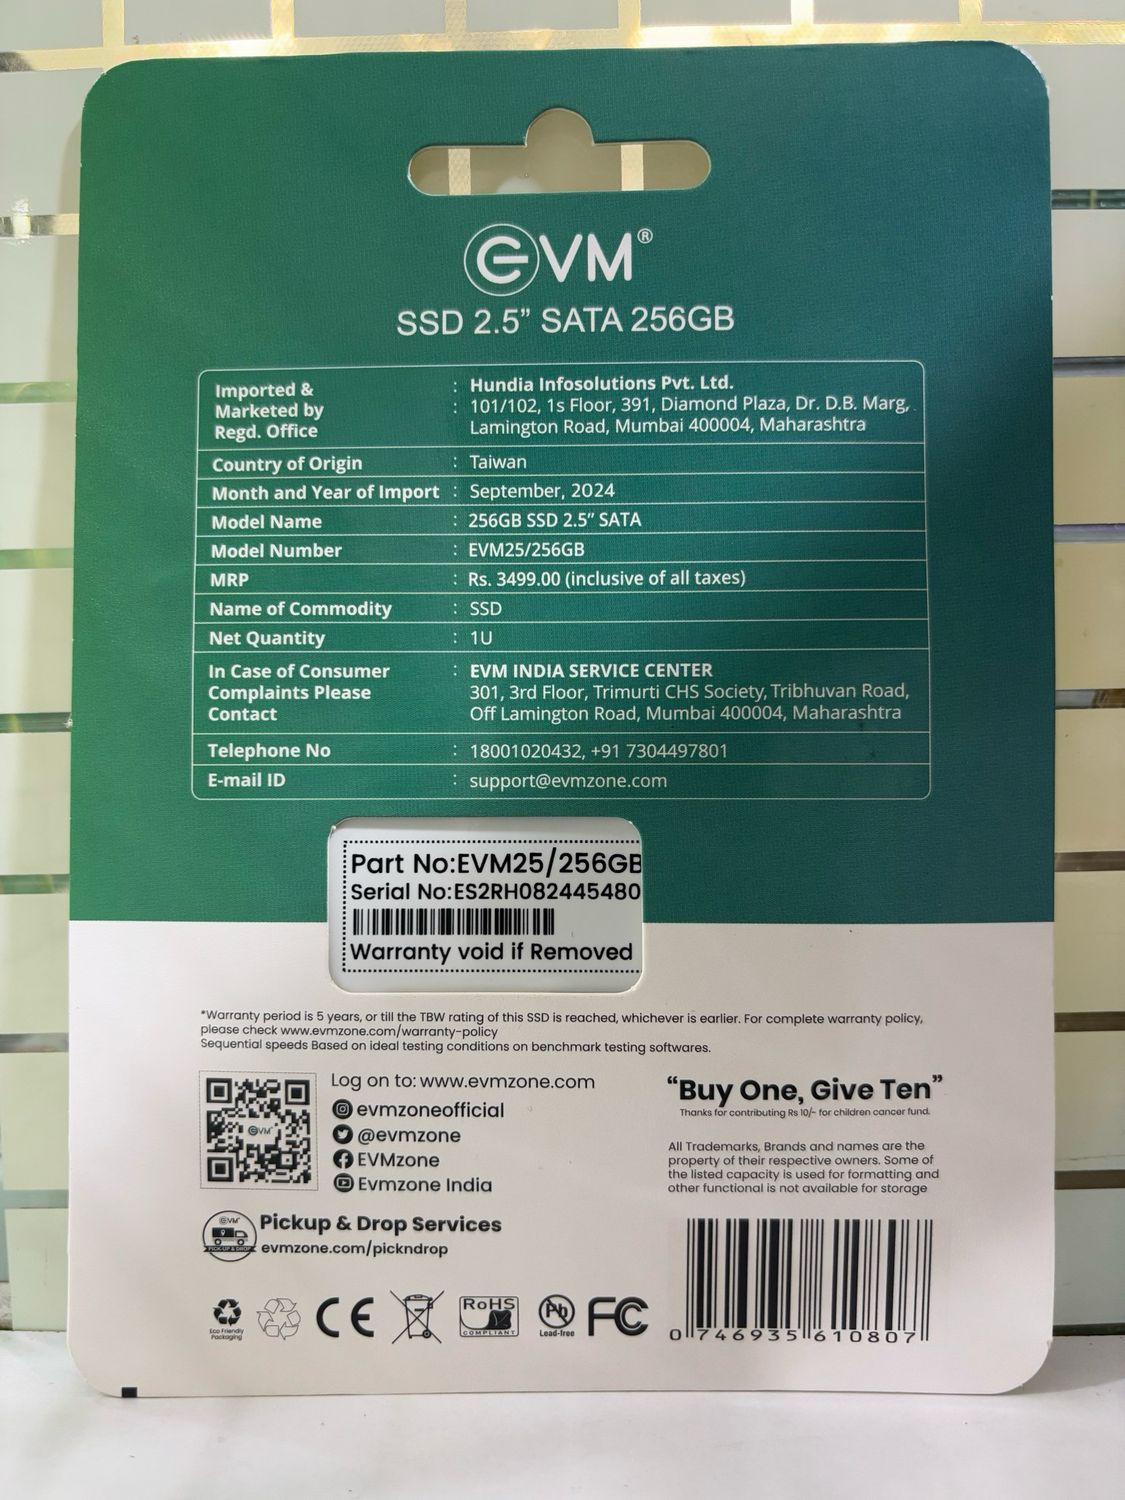 eVM®
SSD 2.5” SATA 256GB
Imported & : Hundia Infosolutions Pvt. Ltd.
Marketed by : 101/102, 1s Floor, 391, Diamond Plaza, Dr. D.B. Marg,
Regd. Office Lamington Road, Mumbai 400004, Maharashtra
Country of Origin : Taiwan
Month and Year of Import : September, 2024
Model Name : 256GB SSD 2.5” SATA
Model Number : EVM25/256GB
MRP : Rs. 3499.00 (inclusive of all taxes)
Name of Commodity : SSD
Net Quantity : 1U
In Case of Consumer : EVM INDIA SERVICE CENTER
Complaints Please 301, 3rd Floor, Trimurti CHS Society, Tribhuvan Road,
Contact Off Lamington Road, Mumbai 400004, Maharashtra
Telephone No : 18001020432, +91 7304497801
E-mail ID : support@evmzone.com
Part No:EVM25/256GB
Serial No:ES2RH082445480
Warranty void if Removed
*Warranty period is 5 years, or till the TBW rating of this SSD is reached, whichever is earlier. For complete warranty policy,
please check www.evmzone.com/warranty-policy
Sequential speeds Based on ideal testing conditions on benchmark testing softwares.
eVM
Log on to: www.evmzone.com
evmzoneofficial
@evmzone
EVMzone
Evmzone India
“Buy One, Give Ten”
Thanks for contributing Rs 10/- for children cancer fund.
All Trademarks, Brands and names are the
property of their respective owners. Some of
the listed capacity is used for formatting and
other functional is not available for storage
eVM
PICK-UP & DROP
Pickup & Drop Services
evmzone.com/pickndrop
Eco Friendly
Packaging
CE
RoHS
COMPLIANT
Pb
Lead-free
FC
0 746935 610807